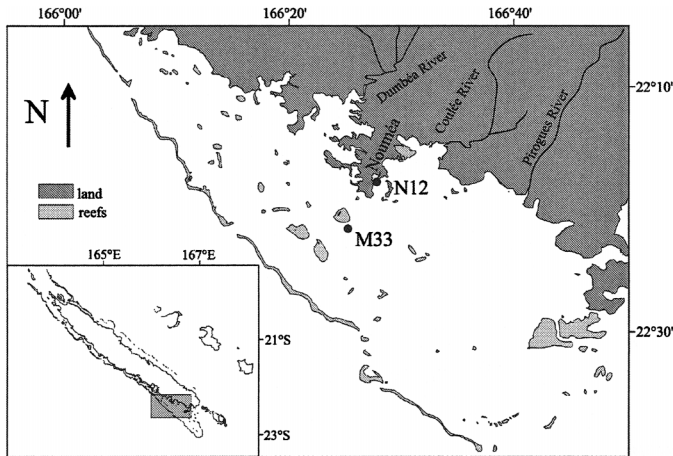 166°00' 166°20' 166°40'
22°10'
Dumbéa River
Coulée River
Pirogues River
Nouméa
N
N12
land
reefs
M33
165°E 167°E
22°30'
21°S
23°S